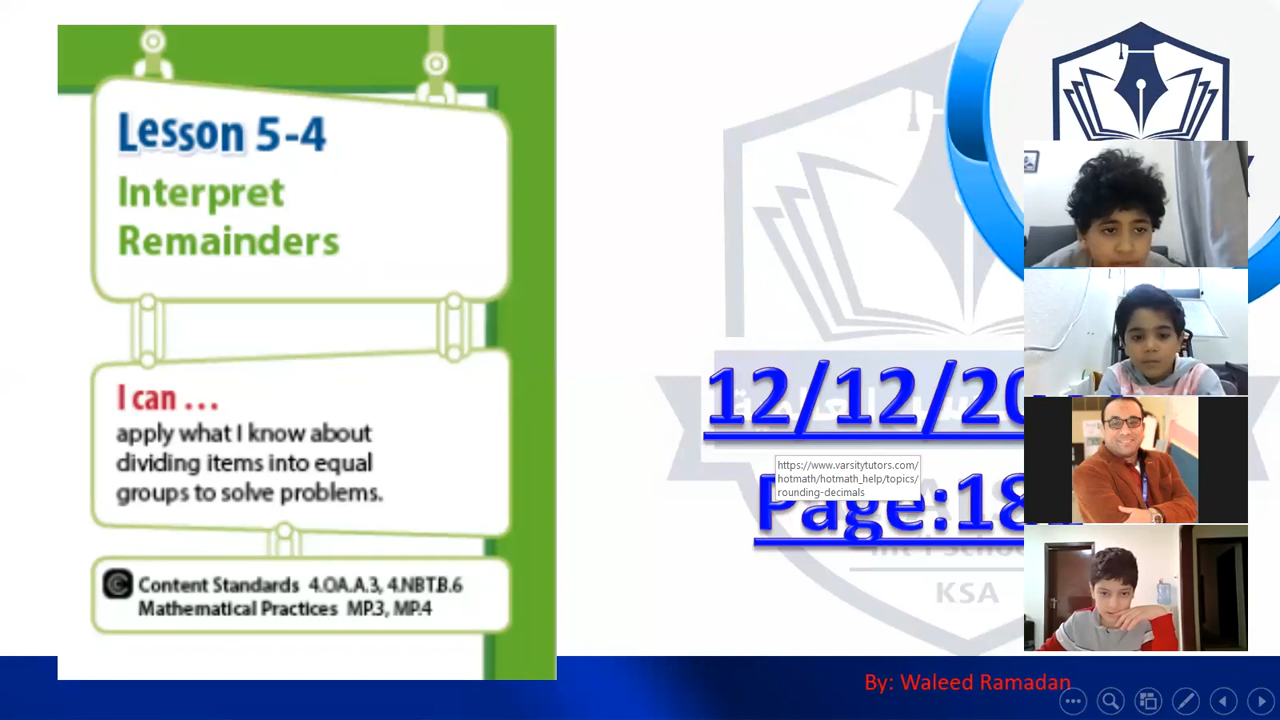 Lesson 5-4
Interpret
Remainders
I can ...
apply what I know about
dividing items into equal
groups to solve problems.
Content Standards 4.OA.A.3, 4.NBT.B.6
Mathematical Practices MP.3, MP.4
12/12/20
https://www.varsitytutors.com/
hotmath/hotmath_help/topics/
rounding-decimals
Page:18
Int'l School
KSA
By: Waleed Ramadan